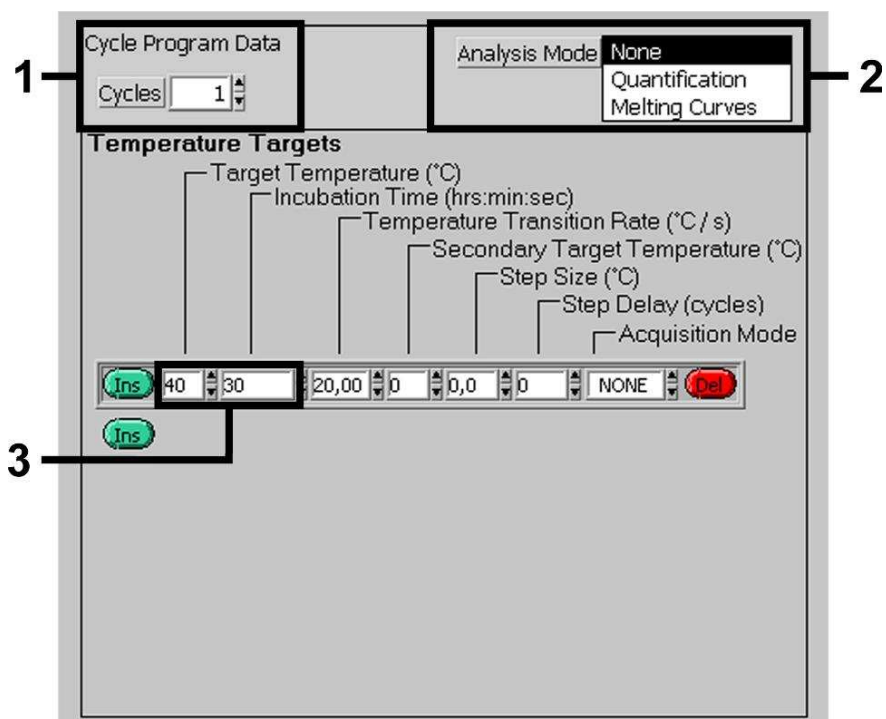 1
Cycle Program Data
Cycles 1
Analysis Mode None
Quantification
Melting Curves
2
Temperature Targets
Target Temperature (°C)
Incubation Time (hrs:min:sec)
Temperature Transition Rate (°C / s)
Secondary Target Temperature (°C)
Step Size (°C)
Step Delay (cycles)
Acquisition Mode
Ins 40 30 20,00 0 0,0 0 NONE Del
Ins
3